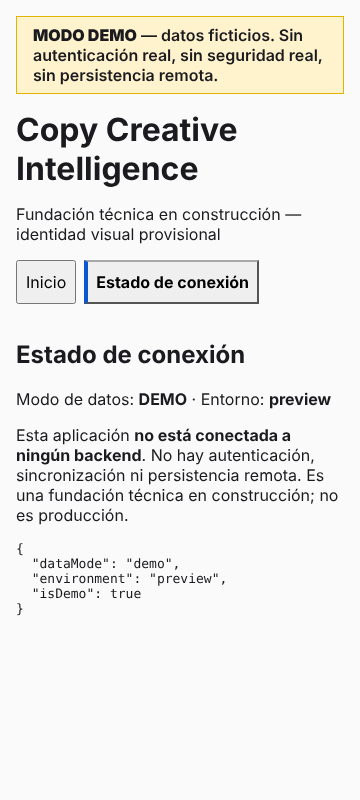 MODO DEMO — datos ficticios. Sin
autenticación real, sin seguridad real,
sin persistencia remota.
Copy Creative
Intelligence
Fundación técnica en construcción —
identidad visual provisional
Inicio
Estado de conexión
Estado de conexión
Modo de datos: DEMO · Entorno: preview
Esta aplicación no está conectada a
ningún backend. No hay autenticación,
sincronización ni persistencia remota. Es
una fundación técnica en construcción; no
es producción.
{
  "dataMode": "demo",
  "environment": "preview",
  "isDemo": true
}